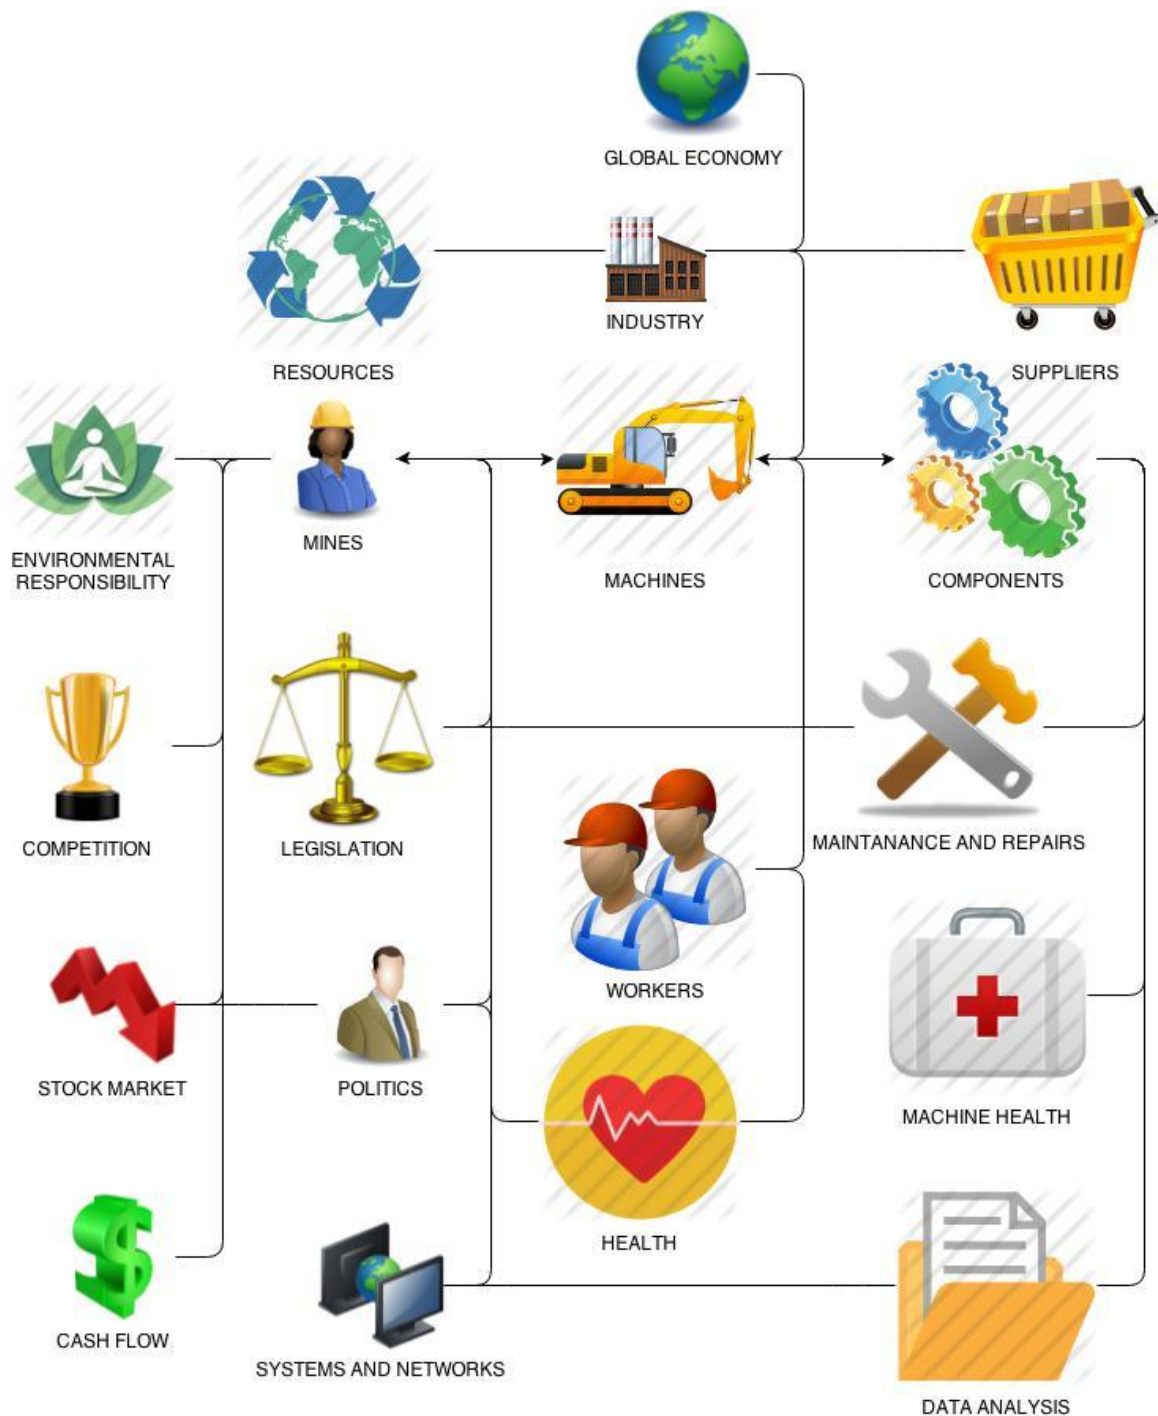 GLOBAL ECONOMY
INDUSTRY
RESOURCES
SUPPLIERS
MINES
ENVIRONMENTAL
RESPONSIBILITY
MACHINES
COMPONENTS
COMPETITION
LEGISLATION
MAINTANANCE AND REPAIRS
WORKERS
STOCK MARKET
POLITICS
MACHINE HEALTH
HEALTH
CASH FLOW
SYSTEMS AND NETWORKS
DATA ANALYSIS